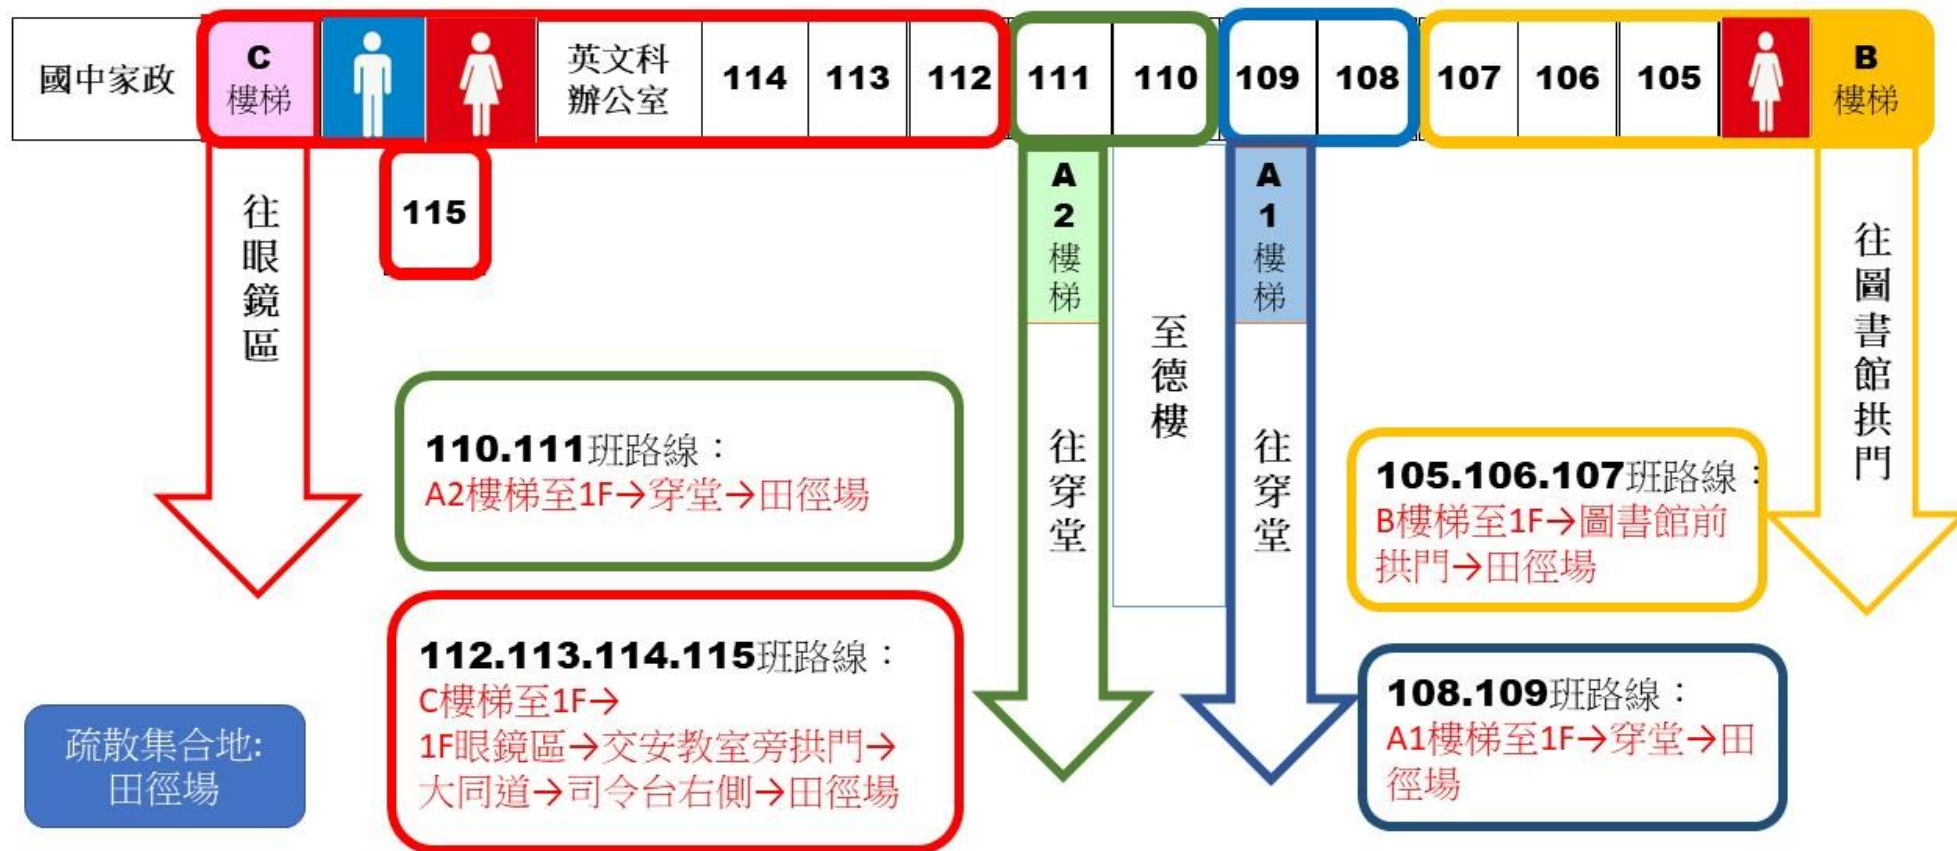 國中家政
C
樓梯
英文科
辦公室
114
113
112
111
110
109
108
107
106
105
B
樓梯
115
往眼鏡區
A
2
樓
梯
往穿堂
至德樓
A
1
樓
梯
往穿堂
往圖書館拱門
110.111班路線：
A2樓梯至1F→穿堂→田徑場
105.106.107班路線：
B樓梯至1F→圖書館前
拱門→田徑場
112.113.114.115班路線：
C樓梯至1F→
1F眼鏡區→交安教室旁拱門→
大同道→司令台右側→田徑場
108.109班路線：
A1樓梯至1F→穿堂→田
徑場
疏散集合地:
田徑場